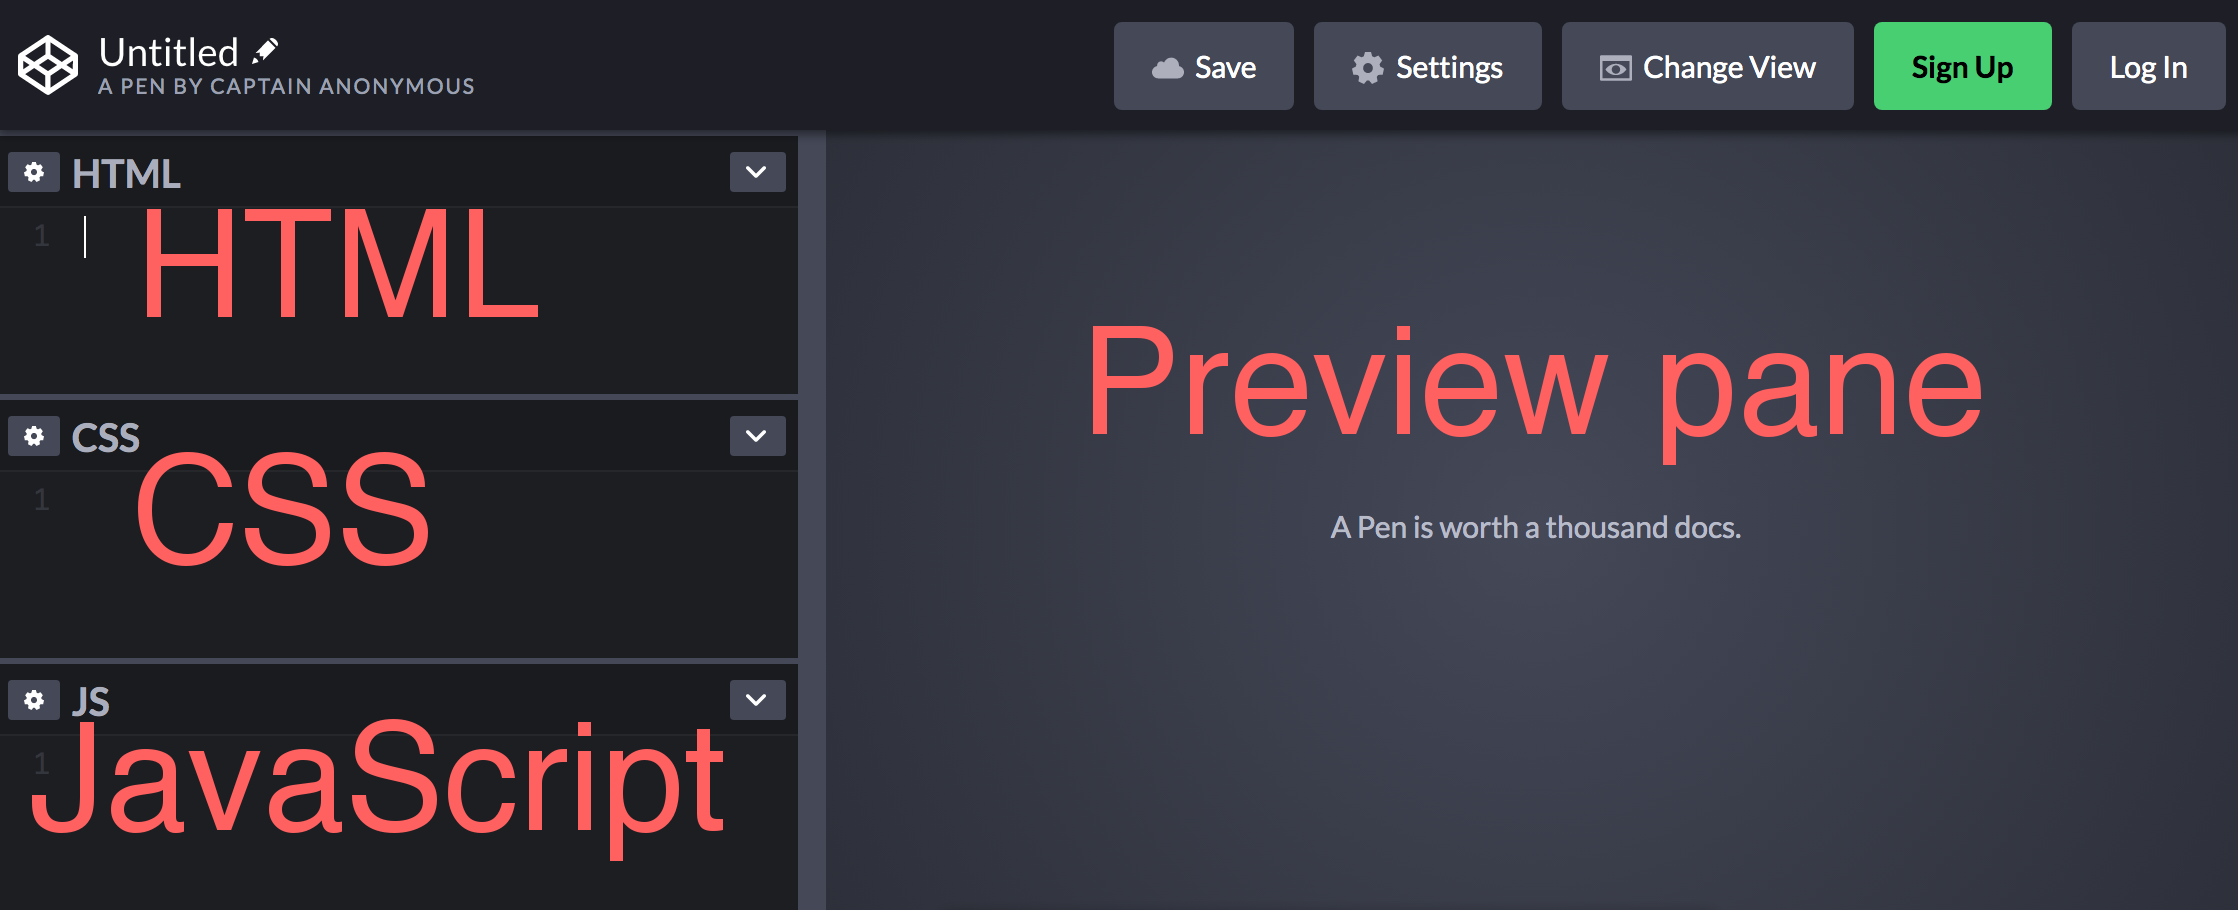 Untitled
A PEN BY CAPTAIN ANONYMOUS
Save
Settings
Change View
Sign Up
Log In
HTML
1
HTML
CSS
1
CSS
JS
1
JavaScript
Preview pane
A Pen is worth a thousand docs.